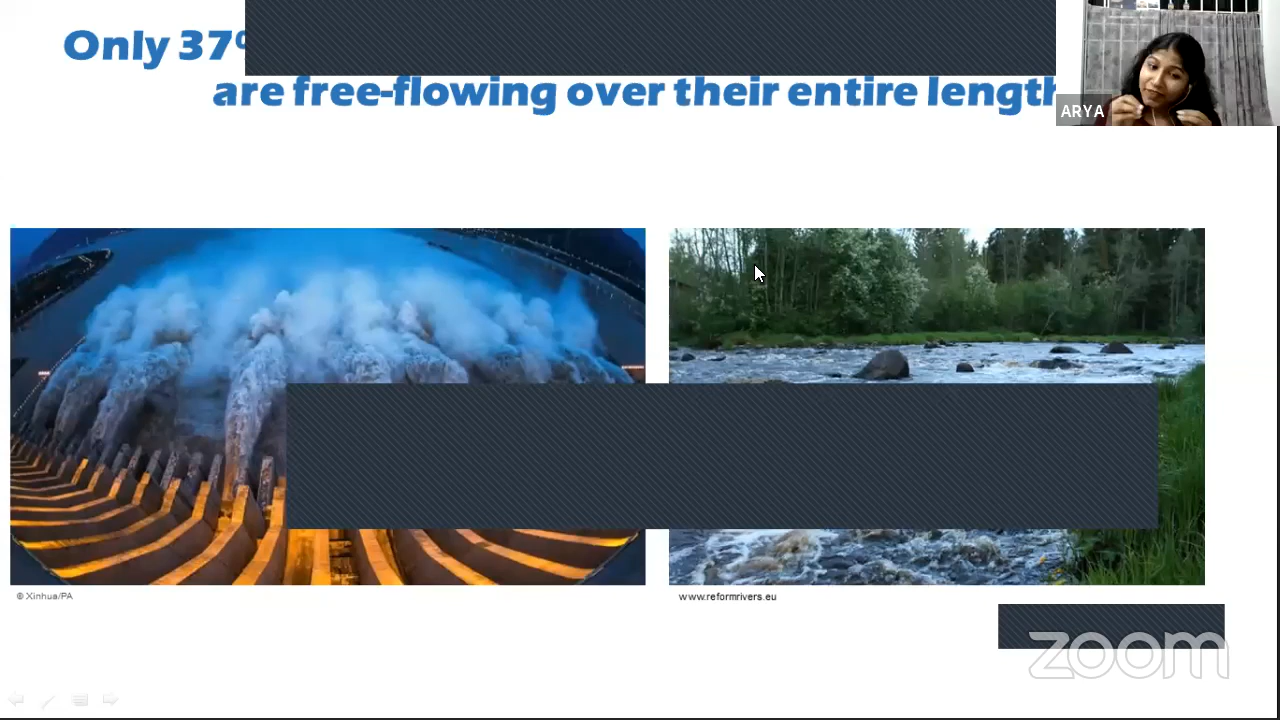 Only 37%
are free-flowing over their entire length
ARYA
© Xinhua/PA
www.reformrivers.eu
zoom